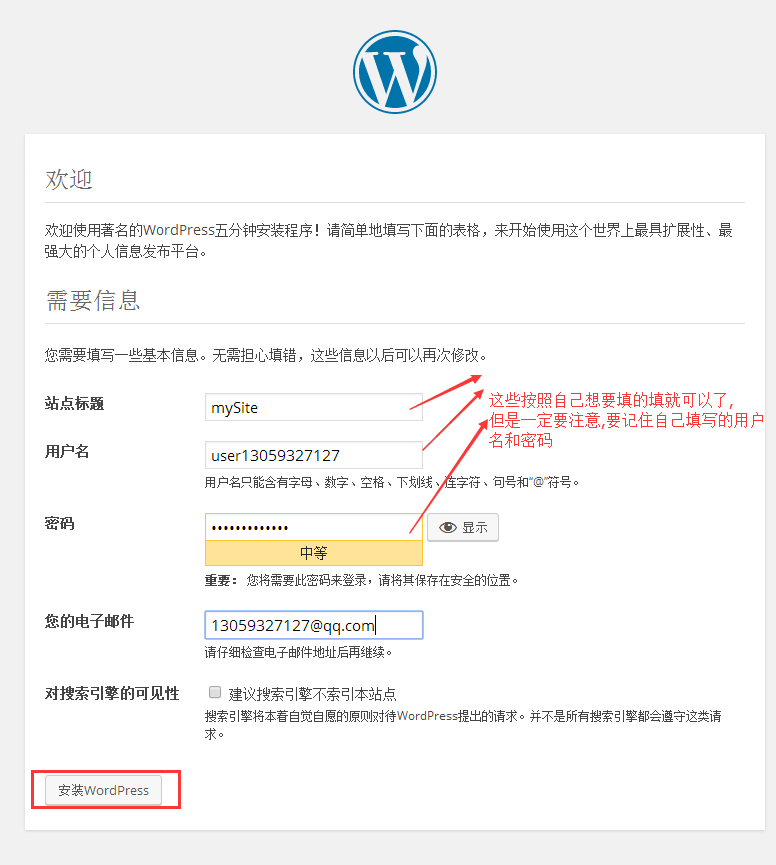 欢迎
欢迎使用著名的WordPress五分钟安装程序！请简单地填写下面的表格，来开始使用这个世界上最具扩展性、最
强大的个人信息发布平台。
需要信息
您需要填写一些基本信息。无需担心填错，这些信息以后可以再次修改。
站点标题
mySite
这些按照自己想要填的填就可以了,
但是一定要注意,要记住自己填写的用户
名和密码
用户名
user13059327127
用户名只能含有字母、数字、空格、下划线、连字符、句号和“@”符号。
密码
•••••••••••••
显示
中等
重要： 您将需要此密码来登录，请将其保存在安全的位置。
您的电子邮件
13059327127@qq.com
请仔细检查电子邮件地址后再继续。
对搜索引擎的可见性
建议搜索引擎不索引本站点
搜索引擎将本着自觉自愿的原则对待WordPress提出的请求。并不是所有搜索引擎都会遵守这类请
求。
安装WordPress